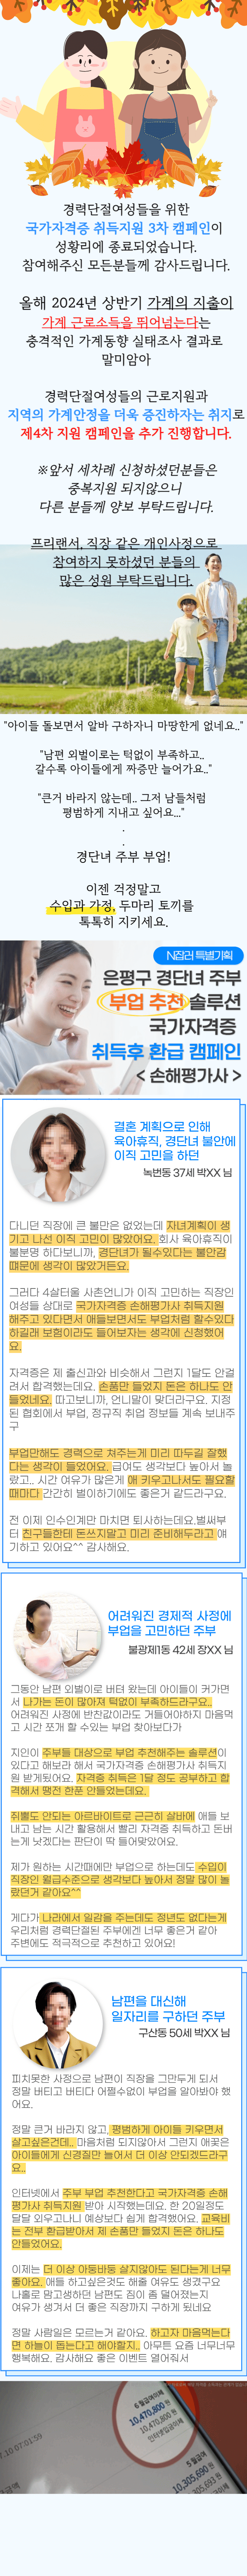 경력단절여성들을 위한
국가자격증 취득지원 3차 캠페인이
성황리에 종료되었습니다.
참여해주신 모든분들께 감사드립니다.
올해 2024년 상반기 가계의 지출이
가계 근로소득을 뛰어넘는다는
충격적인 가계동향 실태조사 결과로
말미암아
경력단절여성들의 근로지원과
지역의 가계안정을 더욱 증진하자는 취지로
제4차 지원 캠페인을 추가 진행합니다.
※앞서 세차례 신청하셨던분들은
중복지원 되지않으니
다른 분들께 양보 부탁드립니다.
프리랜서, 직장 같은 개인사정으로
참여하지 못하셨던 분들의
많은 성원 부탁드립니다.
"아이들 돌보면서 알바 구하자니 마땅한게 없네요.."
"남편 외벌이로는 턱없이 부족하고..
갈수록 아이들에게 짜증만 늘어가요.."
"큰거 바라지 않는데.. 그저 남들처럼
평범하게 지내고 싶어요..."
.
.
경단녀 주부 부업!
이젠 걱정말고
수입과 가정, 두마리 토끼를
톡톡히 지키세요.
N잡러 특별기획
은평구 경단녀 주부
부업 추천 솔루션
국가자격증
취득후 환급 캠페인
< 손해평가사 >
결혼 계획으로 인해
육아휴직, 경단녀 불안에
이직 고민을 하던
녹번동 37세 박XX 님
다니던 직장에 큰 불만은 없었는데 자녀계획이 생
기고 나선 이직 고민이 많았어요. 회사 육아휴직이
불분명 하다보니까, 경단녀가 될수있다는 불안감
때문에 생각이 많았거든요.
그러다 4살터울 사촌언니가 이직 고민하는 직장인
여성들 상대로 국가자격증 손해평가사 취득지원
해주고 있다면서 애들보면서도 부업처럼 할수있다
하길래 보험이라도 들어보자는 생각에 신청했어
요.
자격증은 제 출신과와 비슷해서 그런지 1달도 안걸
려서 합격했는데요. 손품만 들었지 돈은 하나도 안
들었네요. 따고보니까, 언니말이 맞더라구요. 지정
된 협회에서 부업, 정규직 취업 정보들 계속 보내주
구
부업만해도 경력으로 쳐주는게 미리 따두길 잘했
다는 생각이 들었어요. 급여도 생각보다 높아서 놀
랐고.. 시간 여유가 많은게 애 키우고나서도 필요할
때마다 간간히 벌이하기에도 좋은거 같드라구요.
전 이제 인수인계만 마치면 퇴사하는데요.벌써부
터 친구들한테 돈쓰지말고 미리 준비해두라고 얘
기하고 있어요^^ 감사해요.
어려워진 경제적 사정에
부업을 고민하던 주부
불광제1동 42세 장XX 님
그동안 남편 외벌이로 버텨 왔는데 아이들이 커가면
서 나가는 돈이 많아져 턱없이 부족하드라구요..
어려워진 사정에 반찬값이라도 거들어야하지 마음먹
고 시간 쪼개 할 수 있는 부업 찾아보다가
지인이 주부들 대상으로 부업 추천해주는 솔루션이
있다고 해보라 해서 국가자격증 손해평가사 취득지
원 받게됬어요. 자격증 취득은 1달 정도 공부하고 합
격해서 땡전 한푼 안들었는데요.
쥐뿔도 안되는 아르바이트로 근근히 살바에 애들 보
내고 남는 시간 활용해서 빨리 자격증 취득하고 돈버
는게 낫겠다는 판단이 딱 들어맞았어요.
제가 원하는 시간때에만 부업으로 하는데도 수입이
직장인 월급수준으로 생각보다 높아서 정말 많이 놀
랐던거 같아요^^
게다가 나라에서 일감을 주는데도 정년도 없다는게
우리처럼 경력단절된 주부에겐 너무 좋은거 같아
주변에도 적극적으로 추천하고 있어요!
남편을 대신해
일자리를 구하던 주부
구산동 50세 박XX 님
피치못한 사정으로 남편이 직장을 그만두게 되서
정말 버티고 버티다 어쩔수없이 부업을 알아봐야 했
어요.
정말 큰거 바라지 않고, 평범하게 아이들 키우면서
살고싶은건데.. 마음처럼 되지않아서 그런지 애꿎은
아이들에게 신경질만 늘어서 더 이상 안되겠드라구
요..
인터넷에서 주부 부업 추천한다고 국가자격증 손해
평가사 취득지원 받아 시작했는데요. 한 20일정도
달달 외우고나니 예상보다 쉽게 합격했어요. 교육비
는 전부 환급받아서 제 손품만 들었지 돈은 하나도
안들었어요.
이제는 더 이상 아둥바둥 살지않아도 된다는게 너무
좋아요. 애들 하고싶은것도 해줄 여유도 생겼구요
나홀로 맘고생하던 남편도 짐이 좀 덜어졌는지
여유가 생겨서 더 좋은 직장까지 구하게 됬네요
정말 사람일은 모르는거 같아요. 하고자 마음먹는다
면 하늘이 돕는다고 해야할지.. 아무튼 요즘 너무너무
행복해요. 감사해요 좋은 이벤트 열어줘서
6월급여이체
10,470,800 원
10,470,800 원
인터넷입금이체
7.10 07:01:59
5 월급여
10,305,690 원
305,693 원
입금액